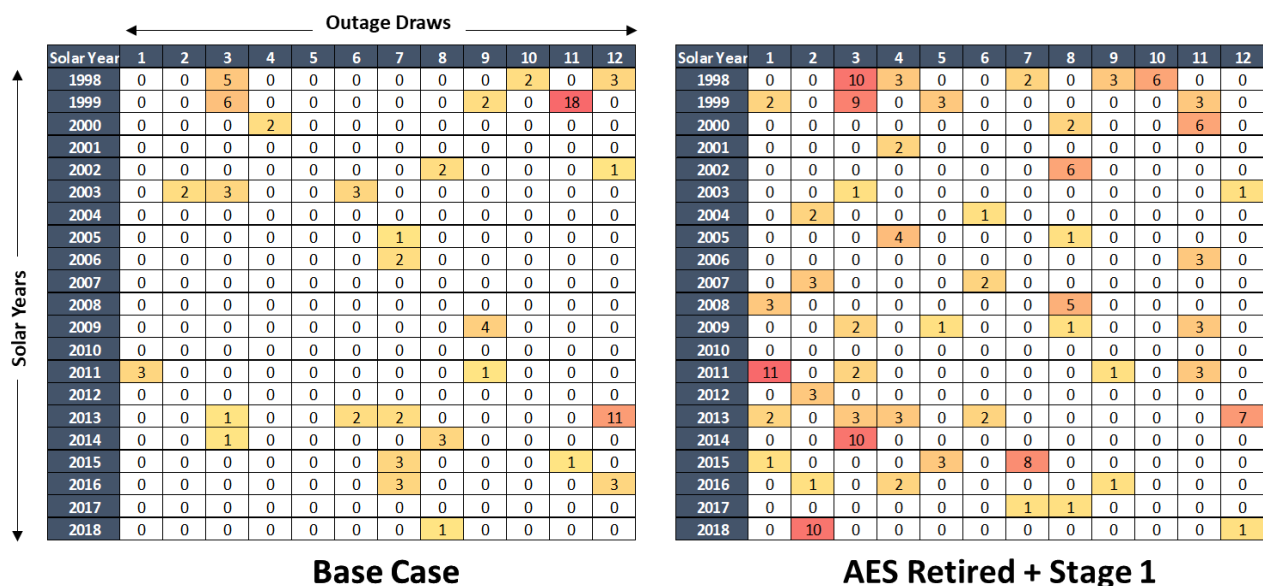 Outage Draws
Solar Years
Solar Year 1 2 3 4 5 6 7 8 9 10 11 12
1998 0 0 5 0 0 0 0 0 0 2 0 3
1999 0 0 6 0 0 0 0 0 2 0 18 0
2000 0 0 0 2 0 0 0 0 0 0 0 0
2001 0 0 0 0 0 0 0 0 0 0 0 0
2002 0 0 0 0 0 0 0 2 0 0 0 1
2003 0 2 3 0 0 3 0 0 0 0 0 0
2004 0 0 0 0 0 0 0 0 0 0 0 0
2005 0 0 0 0 0 0 1 0 0 0 0 0
2006 0 0 0 0 0 0 2 0 0 0 0 0
2007 0 0 0 0 0 0 0 0 0 0 0 0
2008 0 0 0 0 0 0 0 0 0 0 0 0
2009 0 0 0 0 0 0 0 0 4 0 0 0
2010 0 0 0 0 0 0 0 0 0 0 0 0
2011 3 0 0 0 0 0 0 0 1 0 0 0
2012 0 0 0 0 0 0 0 0 0 0 0 0
2013 0 0 1 0 0 2 2 0 0 0 0 11
2014 0 0 1 0 0 0 0 3 0 0 0 0
2015 0 0 0 0 0 0 3 0 0 0 1 0
2016 0 0 0 0 0 0 3 0 0 0 0 3
2017 0 0 0 0 0 0 0 0 0 0 0 0
2018 0 0 0 0 0 0 0 1 0 0 0 0
Base Case
Solar Year 1 2 3 4 5 6 7 8 9 10 11 12
1998 0 0 10 3 0 0 2 0 3 6 0 0
1999 2 0 9 0 3 0 0 0 0 0 3 0
2000 0 0 0 0 0 0 0 2 0 0 6 0
2001 0 0 0 2 0 0 0 0 0 0 0 0
2002 0 0 0 0 0 0 0 6 0 0 0 0
2003 0 0 1 0 0 0 0 0 0 0 0 1
2004 0 2 0 0 0 1 0 0 0 0 0 0
2005 0 0 0 4 0 0 0 1 0 0 0 0
2006 0 0 0 0 0 0 0 0 0 0 3 0
2007 0 3 0 0 0 2 0 0 0 0 0 0
2008 3 0 0 0 0 0 0 5 0 0 0 0
2009 0 0 2 0 1 0 0 1 0 0 3 0
2010 0 0 0 0 0 0 0 0 0 0 0 0
2011 11 0 2 0 0 0 0 0 1 0 3 0
2012 0 3 0 0 0 0 0 0 0 0 0 0
2013 2 0 3 3 0 2 0 0 0 0 0 7
2014 0 0 10 0 0 0 0 0 0 0 0 0
2015 1 0 0 0 3 0 8 0 0 0 0 0
2016 0 1 0 2 0 0 0 0 1 0 0 0
2017 0 0 0 0 0 0 1 1 0 0 0 0
2018 0 10 0 0 0 0 0 0 0 0 0 1
AES Retired + Stage 1